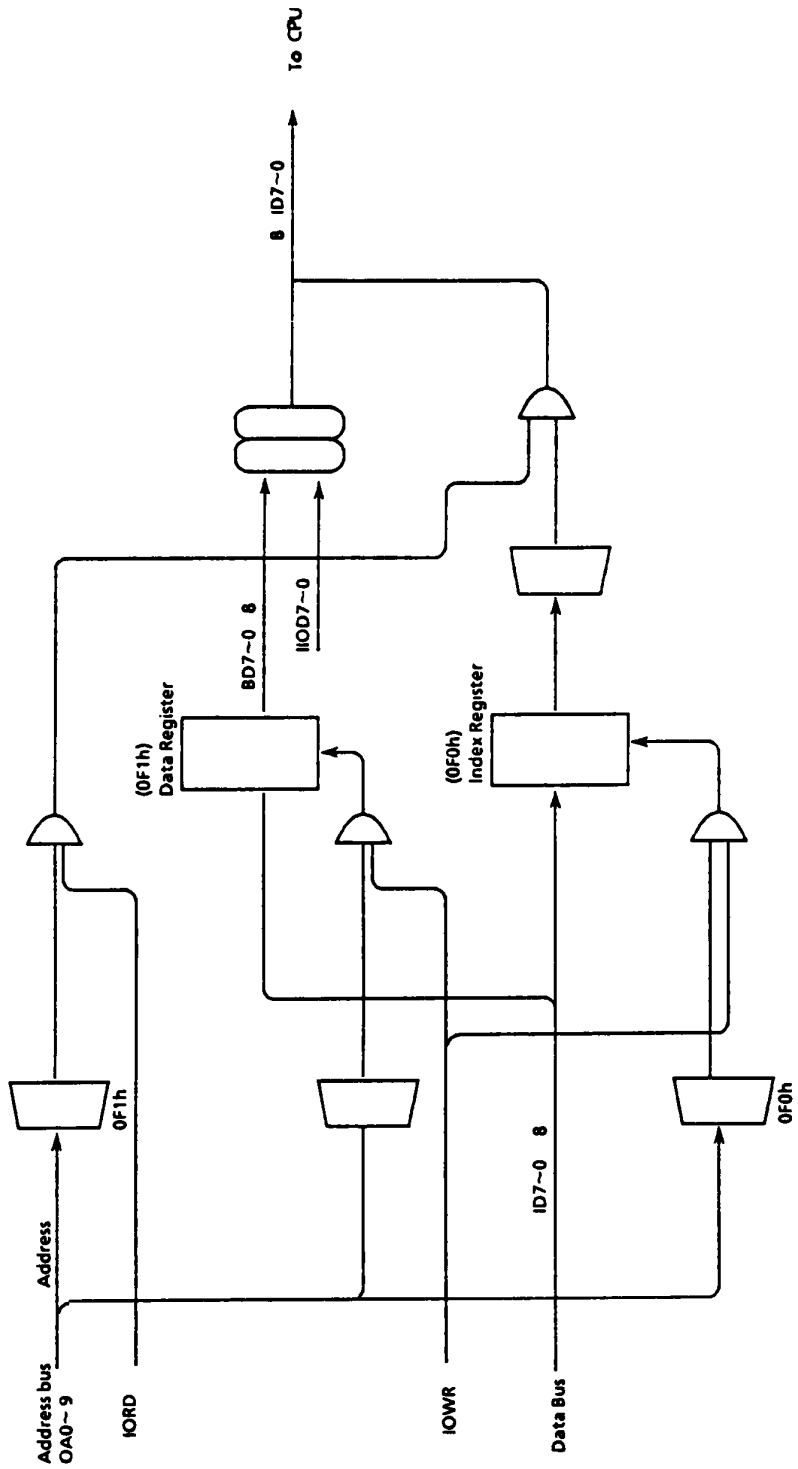 Address bus
OA0~ 9
Address
IORD
0F1h
(0F1h)
Data Register
BD7~0 8
IIOD7~0
8 ID7~0
To CPU
IOWR
Data Bus
ID7~0 8
(0F0h)
Index Register
0F0h